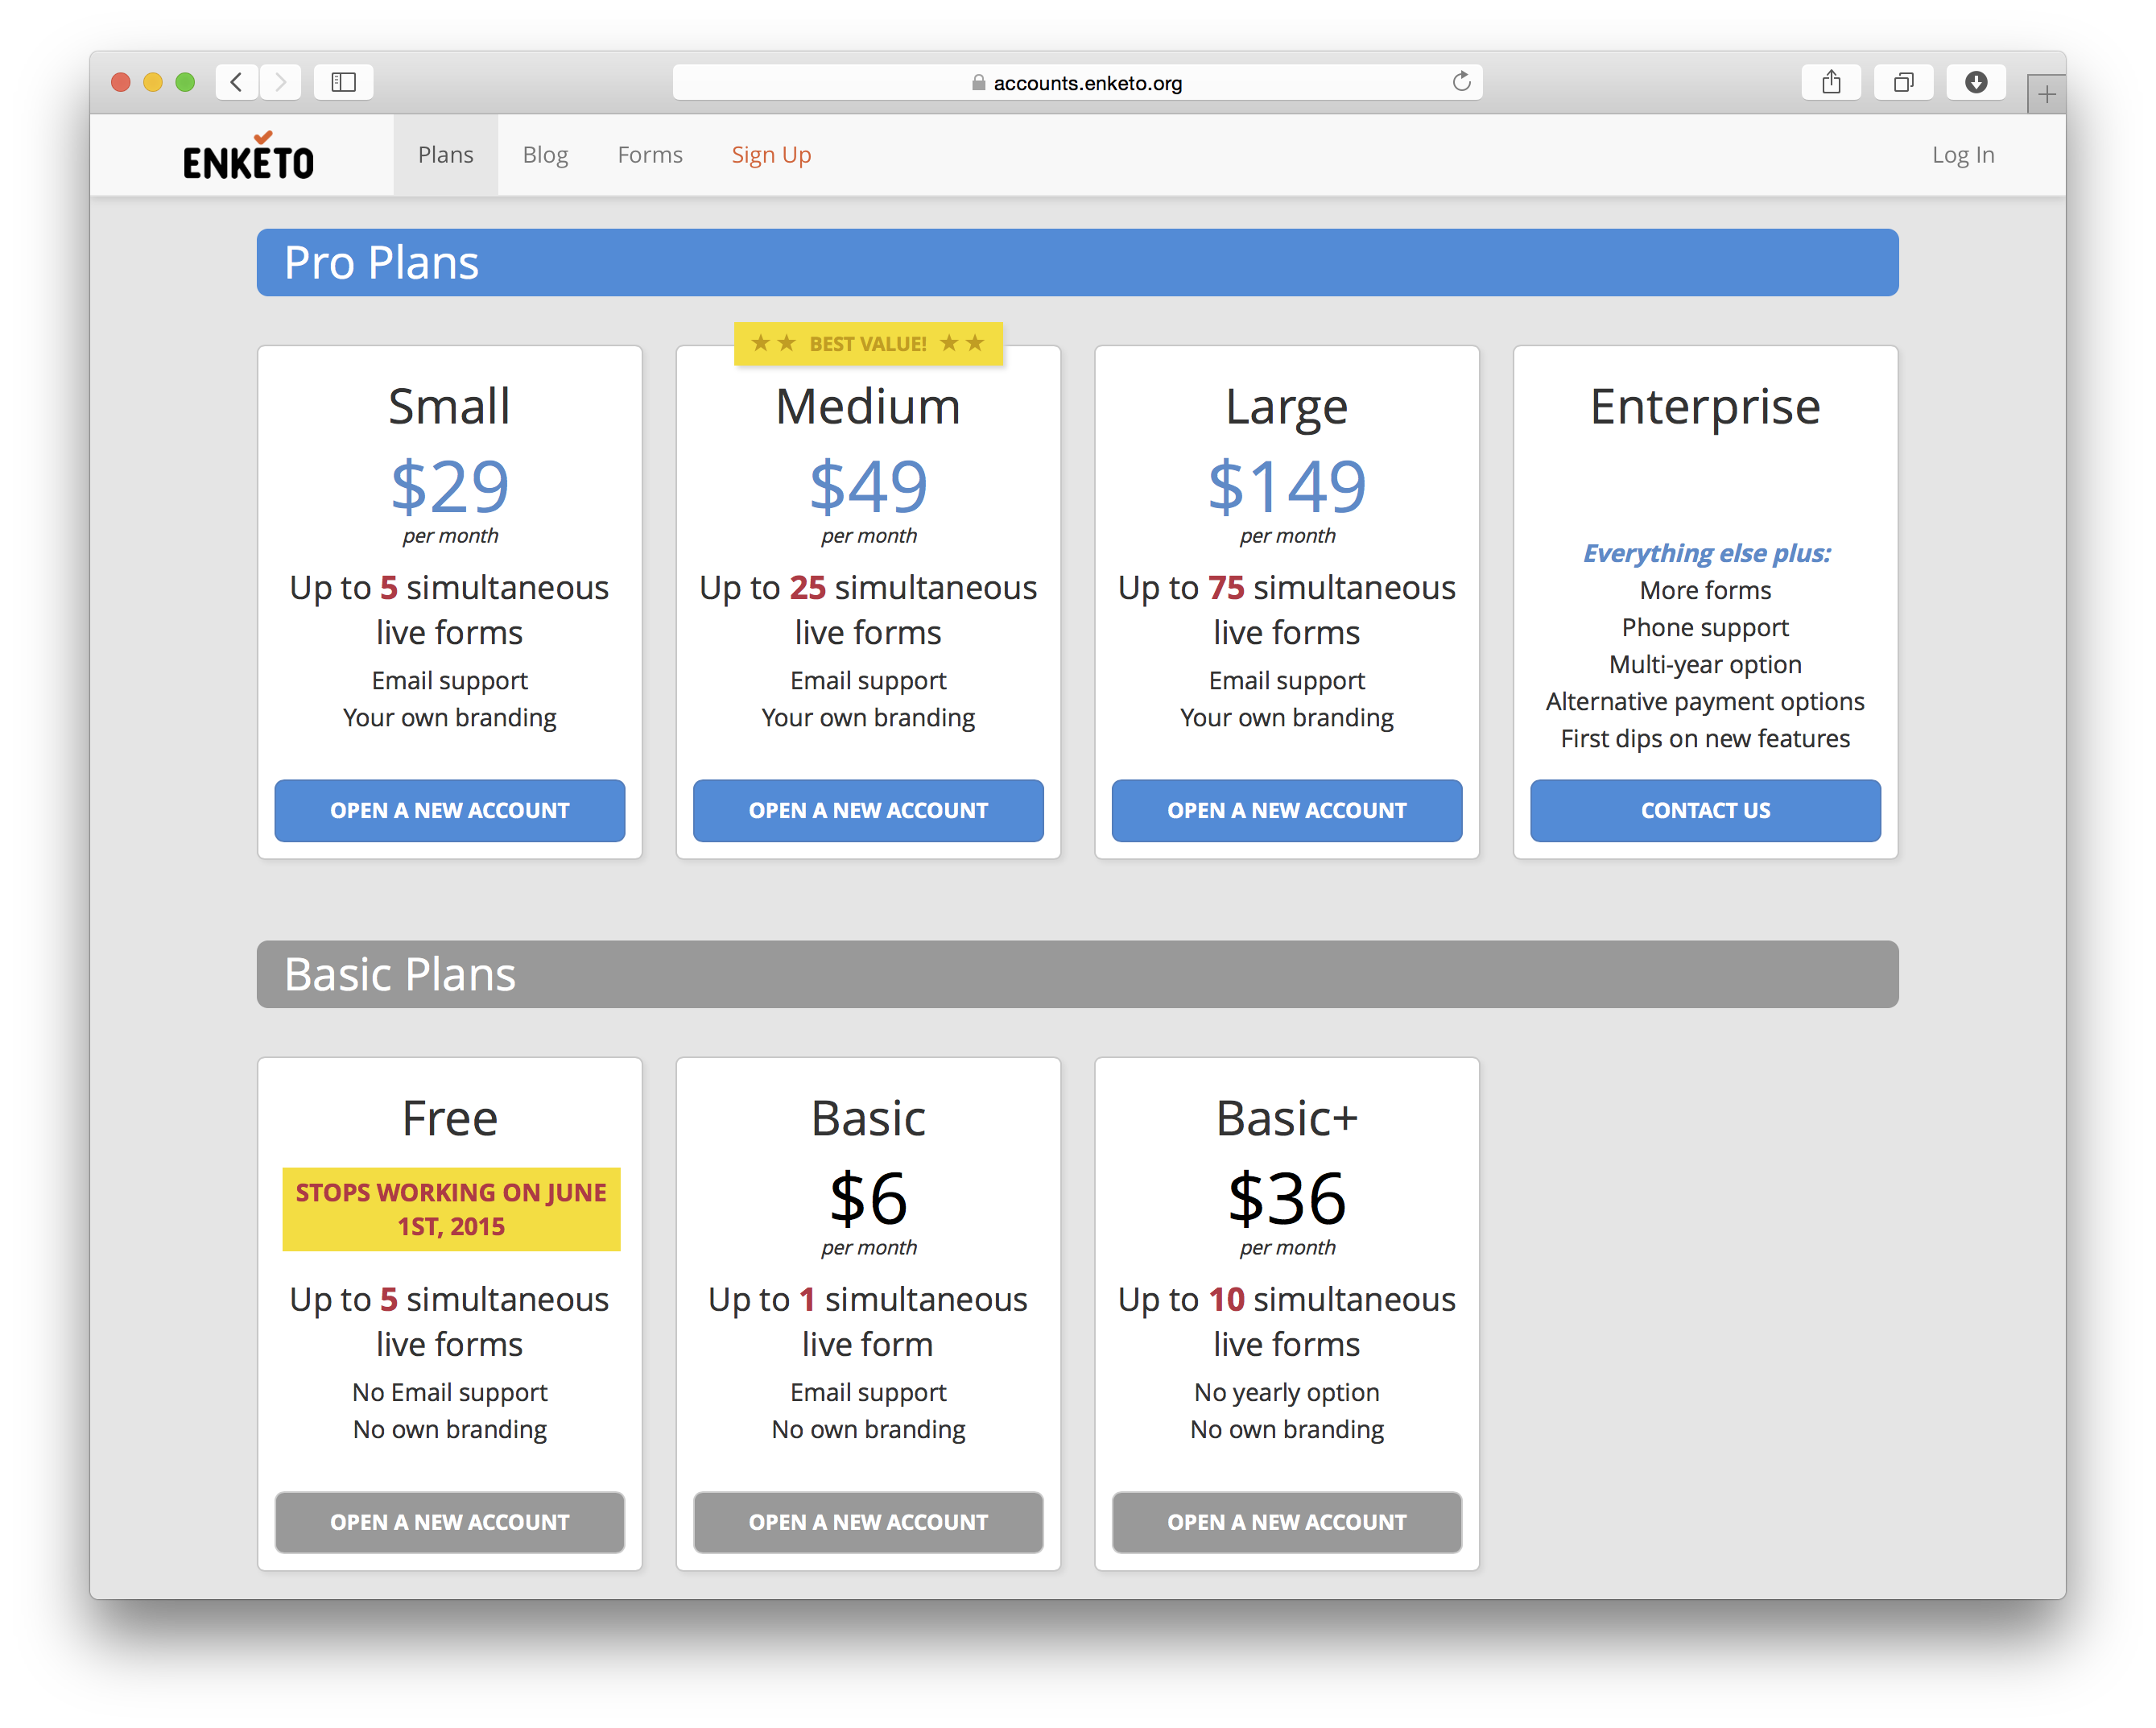 accounts.enketo.org
ENKETO
Plans
Blog
Forms
Sign Up
Log In
Pro Plans
Small
$29
per month
Up to 5 simultaneous
live forms
Email support
Your own branding
OPEN A NEW ACCOUNT
★★ BEST VALUE! ★★
Medium
$49
per month
Up to 25 simultaneous
live forms
Email support
Your own branding
OPEN A NEW ACCOUNT
Large
$149
per month
Up to 75 simultaneous
live forms
Email support
Your own branding
OPEN A NEW ACCOUNT
Enterprise
Everything else plus:
More forms
Phone support
Multi-year option
Alternative payment options
First dips on new features
CONTACT US
Basic Plans
Free
STOPS WORKING ON JUNE
1ST, 2015
Up to 5 simultaneous
live forms
No Email support
No own branding
OPEN A NEW ACCOUNT
Basic
$6
per month
Up to 1 simultaneous
live form
Email support
No own branding
OPEN A NEW ACCOUNT
Basic+
$36
per month
Up to 10 simultaneous
live forms
No yearly option
No own branding
OPEN A NEW ACCOUNT